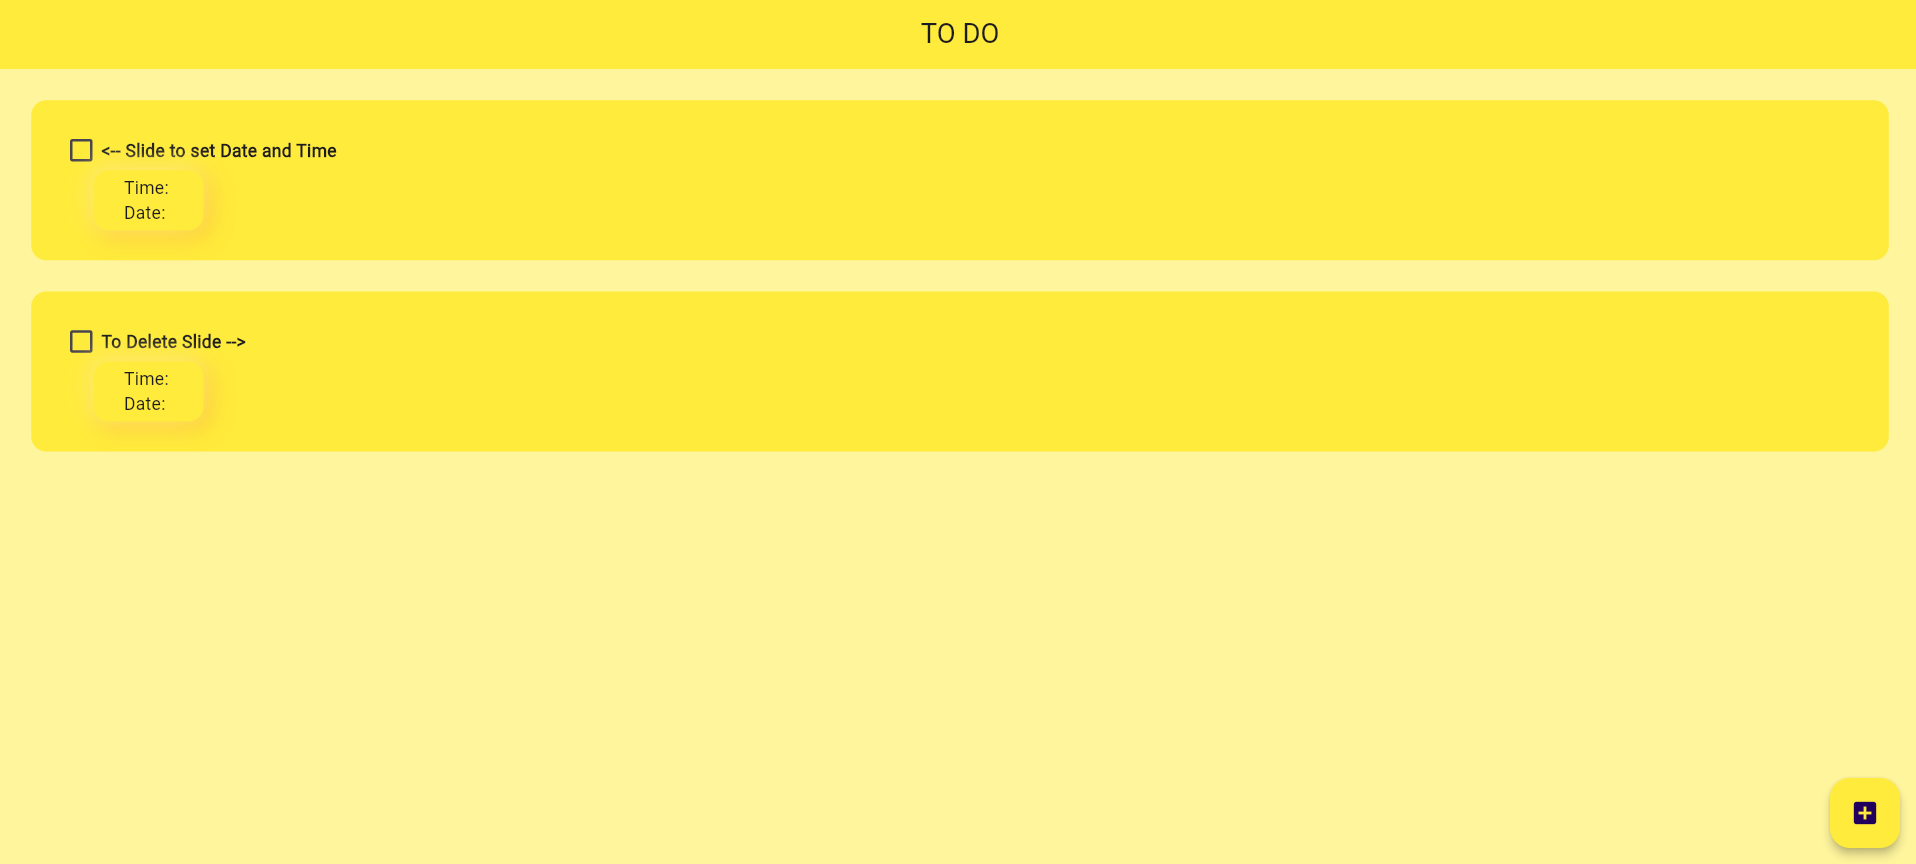 TO DO
<-- Slide to set Date and Time
Time:
Date:
To Delete Slide -->
Time:
Date: